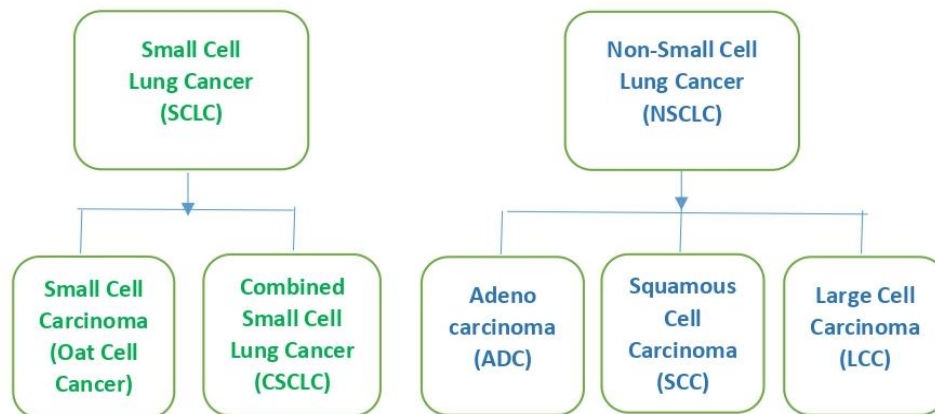 Small Cell
Lung Cancer
(SCLC)
Non-Small Cell
Lung Cancer
(NSCLC)
Small Cell
Carcinoma
(Oat Cell
Cancer)
Combined
Small Cell
Lung Cancer
(CSCLC)
Adeno
carcinoma
(ADC)
Squamous
Cell
Carcinoma
(SCC)
Large Cell
Carcinoma
(LCC)